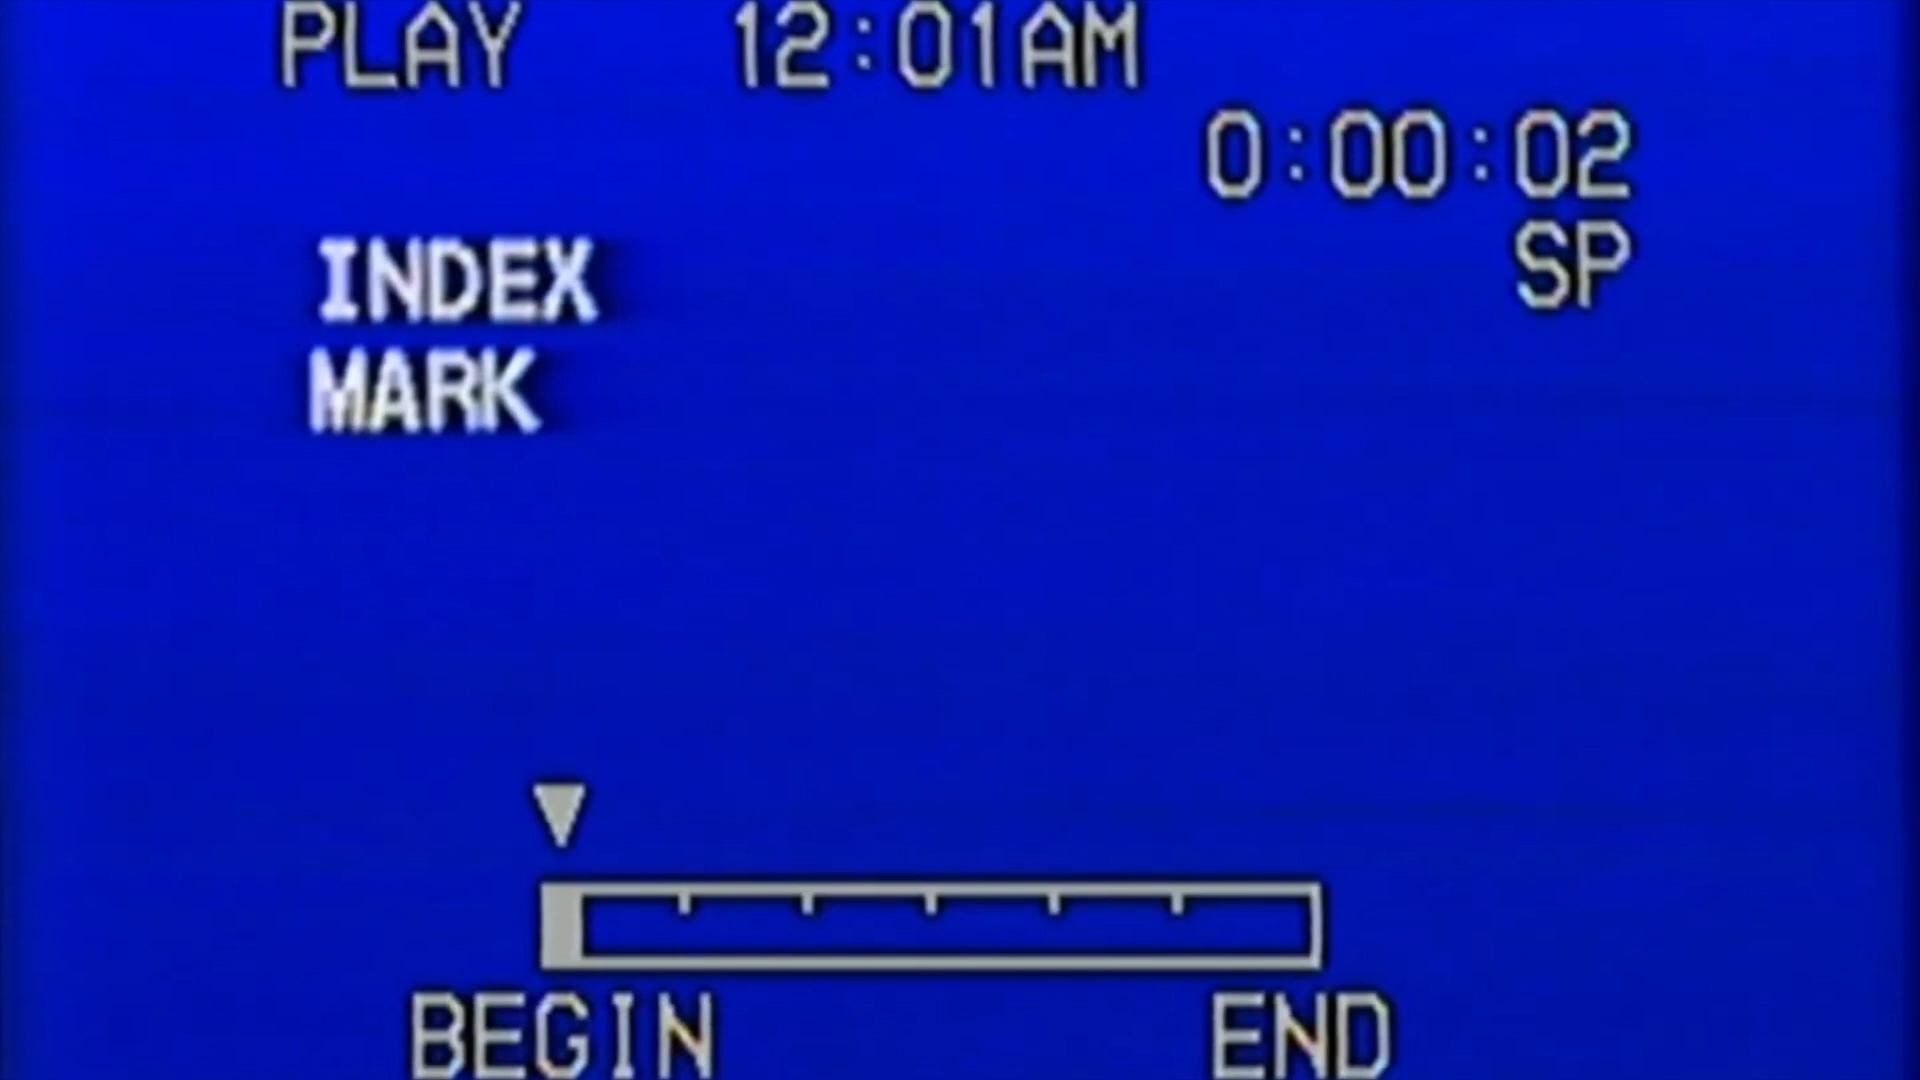 PLAY 12:01AM
0:00:02
SP
INDEX
MARK
BEGIN END